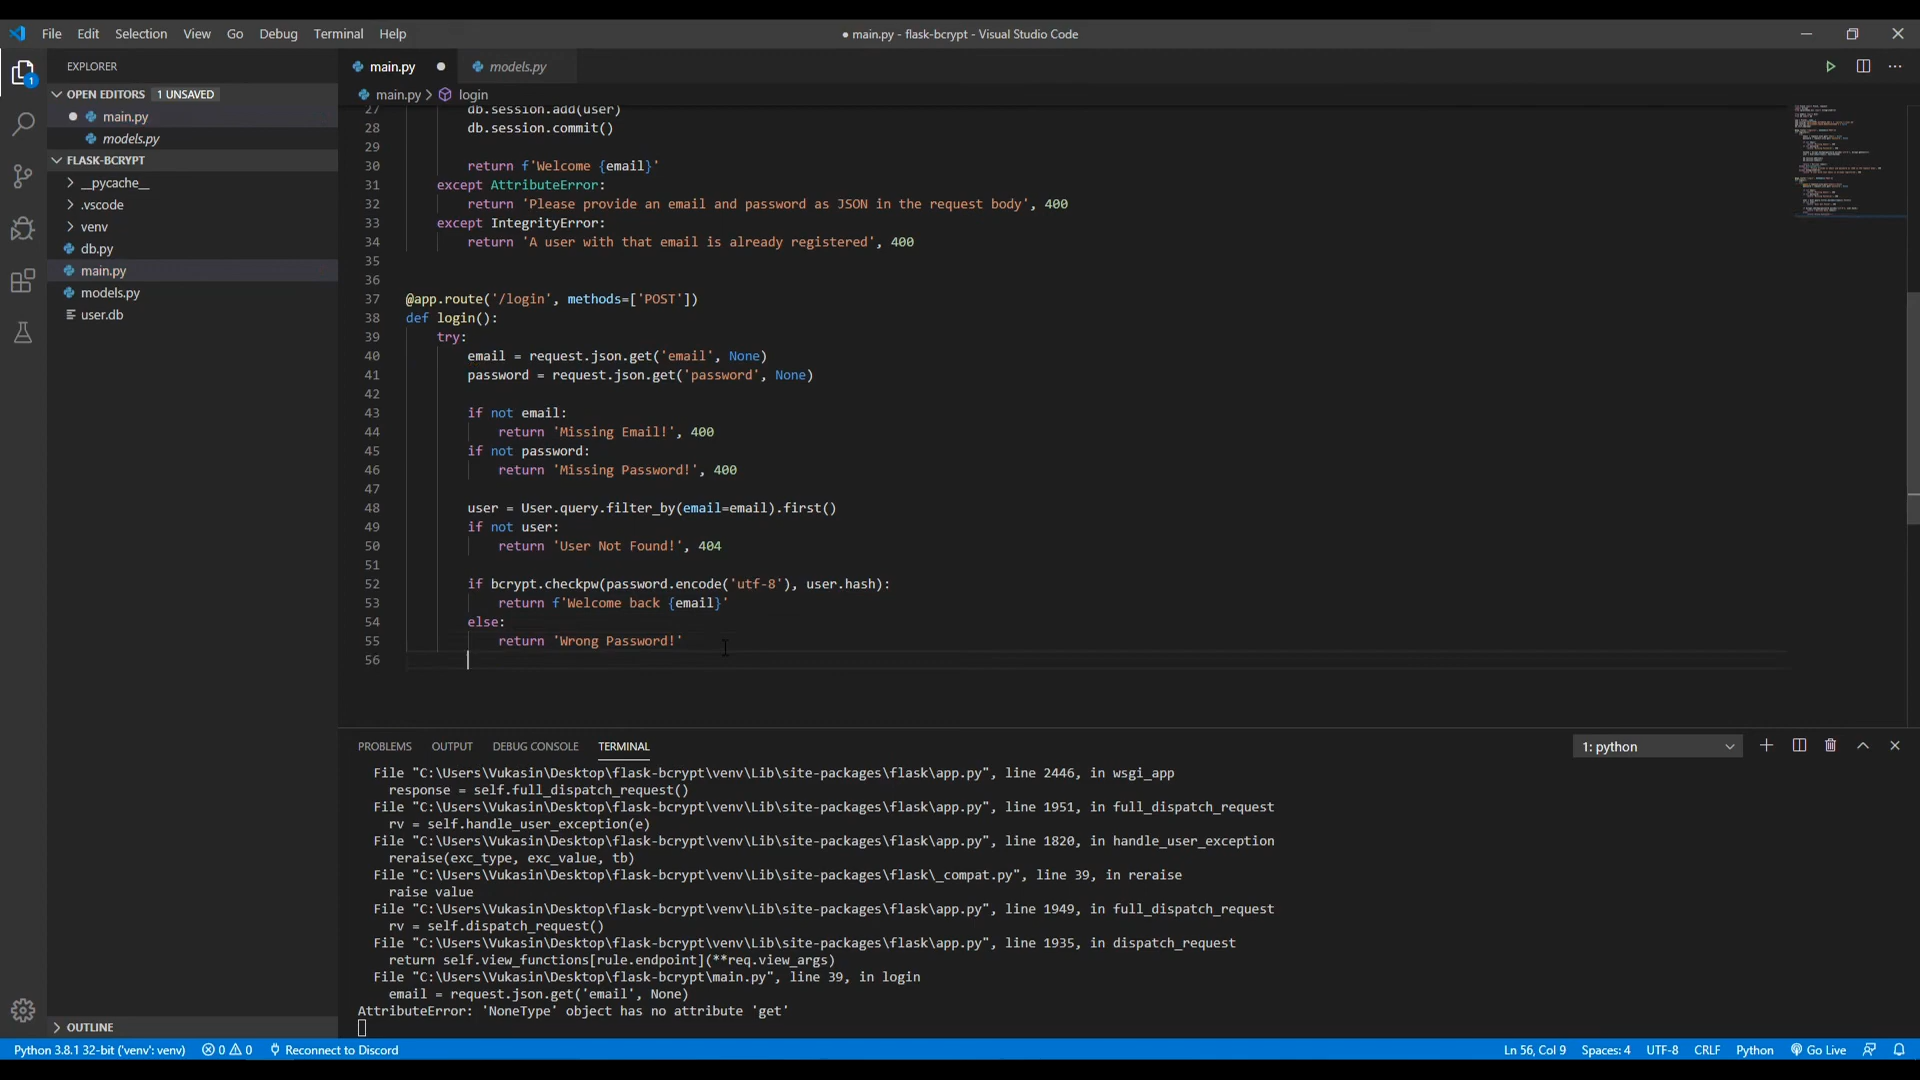 File Edit Selection View Go Debug Terminal Help
● main.py - flask-bcrypt - Visual Studio Code
EXPLORER
OPEN EDITORS 1 UNSAVED
main.py
models.py
FLASK-BCRYPT
__pycache__
.vscode
venv
db.py
main.py
models.py
user.db
OUTLINE
1
main.py ● models.py
main.py > login
27 db.session.add(user)
28 db.session.commit()
29
30 return f'Welcome {email}'
31 except AttributeError:
32 return 'Please provide an email and password as JSON in the request body', 400
33 except IntegrityError:
34 return 'A user with that email is already registered', 400
35
36
37 @app.route('/login', methods=['POST'])
38 def login():
39 try:
40 email = request.json.get('email', None)
41 password = request.json.get('password', None)
42
43 if not email:
44 return 'Missing Email!', 400
45 if not password:
46 return 'Missing Password!', 400
47
48 user = User.query.filter_by(email=email).first()
49 if not user:
50 return 'User Not Found!', 404
51
52 if bcrypt.checkpw(password.encode('utf-8'), user.hash):
53 return f'Welcome back {email}'
54 else:
55 return 'Wrong Password!'
56
PROBLEMS OUTPUT DEBUG CONSOLE TERMINAL
1: python
File "C:\Users\Vukasin\Desktop\flask-bcrypt\venv\Lib\site-packages\flask\app.py", line 2446, in wsgi_app
response = self.full_dispatch_request()
File "C:\Users\Vukasin\Desktop\flask-bcrypt\venv\Lib\site-packages\flask\app.py", line 1951, in full_dispatch_request
rv = self.handle_user_exception(e)
File "C:\Users\Vukasin\Desktop\flask-bcrypt\venv\Lib\site-packages\flask\app.py", line 1820, in handle_user_exception
reraise(exc_type, exc_value, tb)
File "C:\Users\Vukasin\Desktop\flask-bcrypt\venv\Lib\site-packages\flask\_compat.py", line 39, in reraise
raise value
File "C:\Users\Vukasin\Desktop\flask-bcrypt\venv\Lib\site-packages\flask\app.py", line 1949, in full_dispatch_request
rv = self.dispatch_request()
File "C:\Users\Vukasin\Desktop\flask-bcrypt\venv\Lib\site-packages\flask\app.py", line 1935, in dispatch_request
return self.view_functions[rule.endpoint](**req.view_args)
File "C:\Users\Vukasin\Desktop\flask-bcrypt\main.py", line 39, in login
email = request.json.get('email', None)
AttributeError: 'NoneType' object has no attribute 'get'
Python 3.8.1 32-bit ('venv': venv) 0 0 Reconnect to Discord
Ln 56, Col 9 Spaces: 4 UTF-8 CRLF Python Go Live